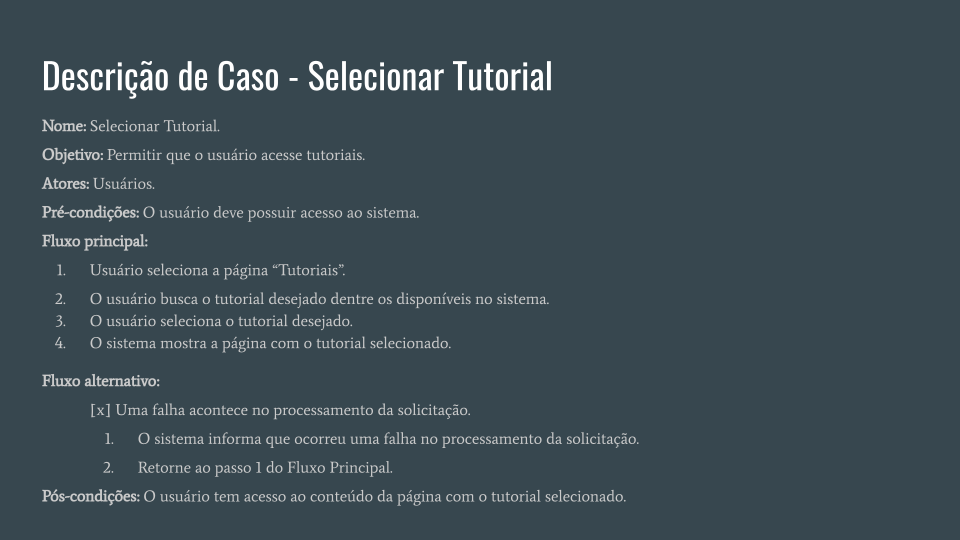 Descrição de Caso - Selecionar Tutorial
Nome: Selecionar Tutorial.
Objetivo: Permitir que o usuário acesse tutoriais.
Atores: Usuários.
Pré-condições: O usuário deve possuir acesso ao sistema.
Fluxo principal:
1. Usuário seleciona a página “Tutoriais”.
2. O usuário busca o tutorial desejado dentre os disponíveis no sistema.
3. O usuário seleciona o tutorial desejado.
4. O sistema mostra a página com o tutorial selecionado.
Fluxo alternativo:
[x] Uma falha acontece no processamento da solicitação.
1. O sistema informa que ocorreu uma falha no processamento da solicitação.
2. Retorne ao passo 1 do Fluxo Principal.
Pós-condições: O usuário tem acesso ao conteúdo da página com o tutorial selecionado.